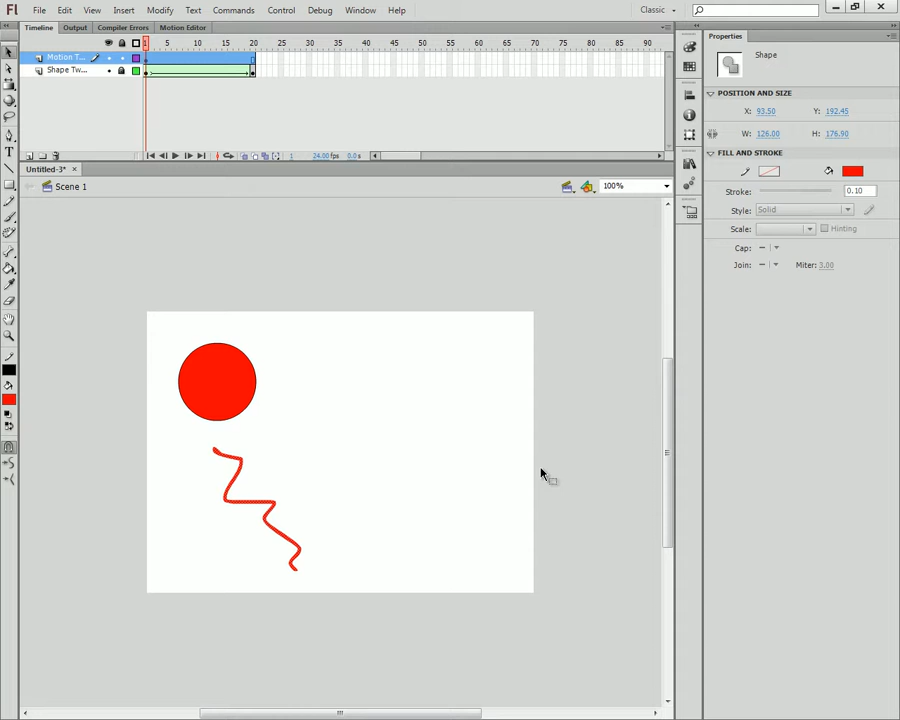 Fl File Edit View Insert Modify Text Commands Control Debug Window Help Classic
Timeline Output Compiler Errors Motion Editor
Properties
1 5 10 15 20 25 30 35 40 45 50 55 60 65 70 75 80 85 90
Motion T...
Shape Tw...
Shape
POSITION AND SIZE
X: 93.50 Y: 192.45
W: 126.00 H: 176.90
FILL AND STROKE
Stroke: 0.10
Style: Solid
Scale: Hinting
Cap:
Join: Miter: 3.00
1 24.00 fps 0.0 s
Untitled-3* ×
Scene 1 100%